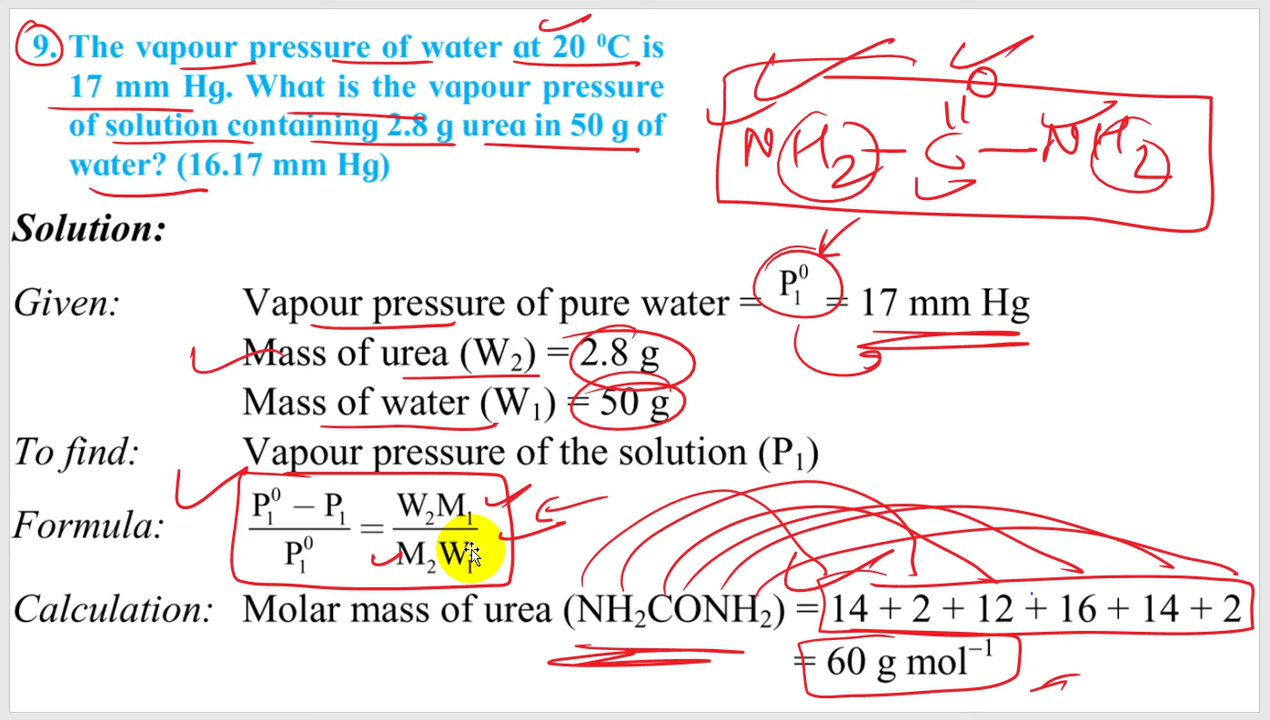 9. The vapour pressure of water at 20 ⁰C is
17 mm Hg. What is the vapour pressure
of solution containing 2.8 g urea in 50 g of
water? (16.17 mm Hg)
O
NH₂ – C – NH₂
Solution:
Given: Vapour pressure of pure water = P₁⁰ = 17 mm Hg
Mass of urea (W₂) = 2.8 g
Mass of water (W₁) = 50 g
To find: Vapour pressure of the solution (P₁)
Formula: (P₁⁰ – P₁)/P₁⁰ = W₂M₁/M₂W₁
Calculation: Molar mass of urea (NH₂CONH₂) = 14 + 2 + 12 + 16 + 14 + 2
= 60 g mol⁻¹